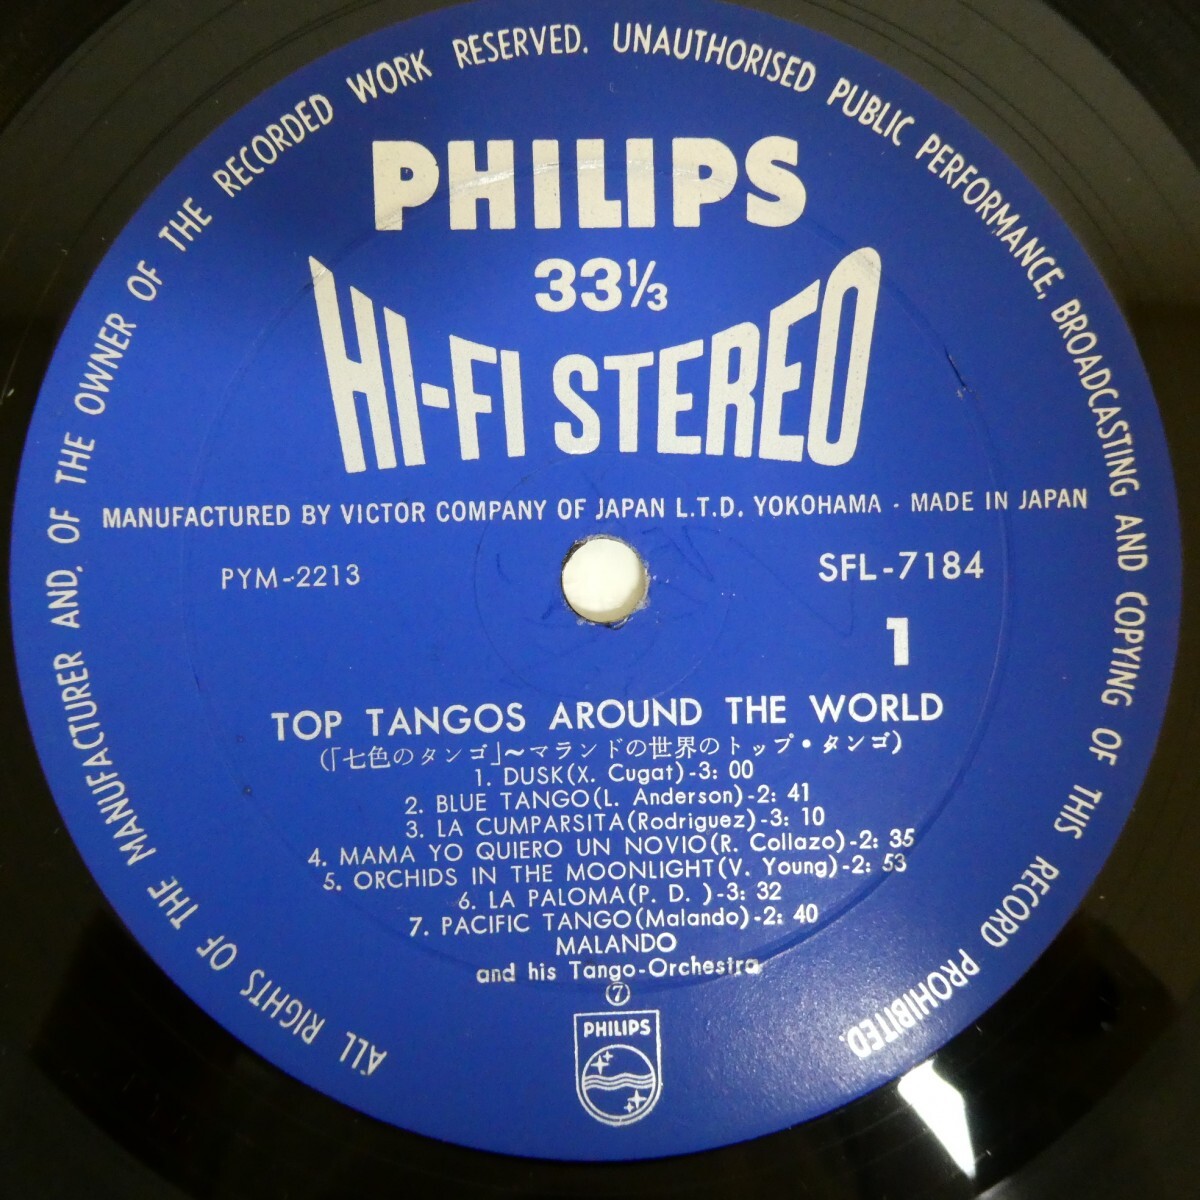 ALL RIGHTS OF THE MANUFACTURER AND, OF THE OWNER OF THE RECORDED WORK RESERVED. UNAUTHORISED PUBLIC PERFORMANCE, BROADCASTING AND COPYING OF THIS RECORD PROHIBITED.
PHILIPS
33⅓
HI-FI STEREO
MANUFACTURED BY VICTOR COMPANY OF JAPAN L.T.D. YOKOHAMA - MADE IN JAPAN
PYM-2213
SFL-7184
1
TOP TANGOS AROUND THE WORLD
(「七色のタンゴ」〜マランドの世界のトップ・タンゴ)
1. DUSK(X. Cugat)-3: 00
2. BLUE TANGO(L. Anderson)-2: 41
3. LA CUMPARSITA(Rodriguez)-3: 10
4. MAMA YO QUIERO UN NOVIO(R. Collazo)-2: 35
5. ORCHIDS IN THE MOONLIGHT(V. Young)-2: 53
6. LA PALOMA(P. D. )-3: 32
7. PACIFIC TANGO(Malando)-2: 40
MALANDO
and his Tango-Orchestra
⑦
PHILIPS